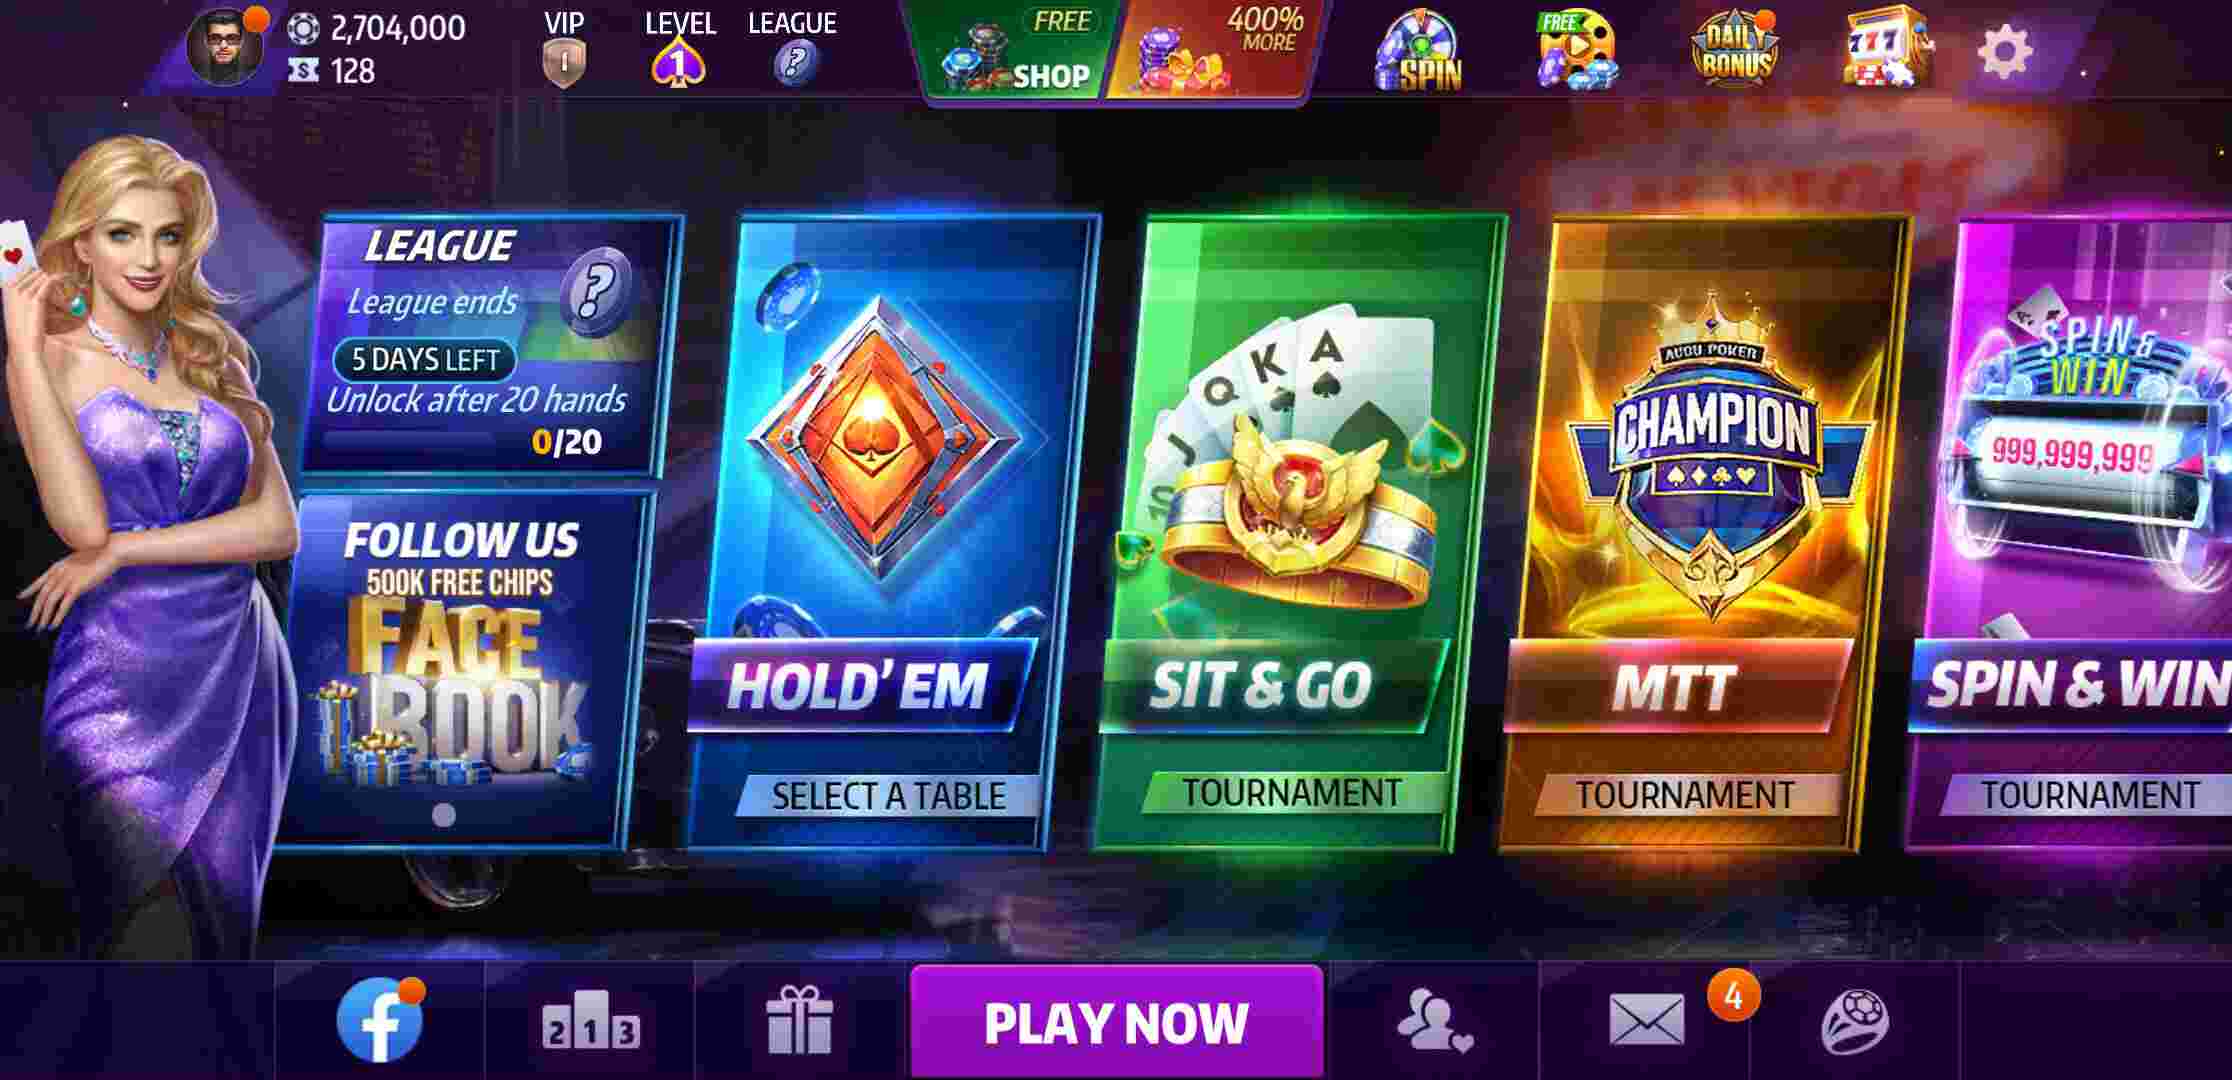 2,704,000
128
VIP
1
LEVEL
1
LEAGUE
?
FREE
SHOP
400%
MORE
SPIN
FREE
DAILY
BONUS
777
LEAGUE
League ends
5 DAYS LEFT
Unlock after 20 hands
0/20
?
FOLLOW US
500K FREE CHIPS
FACE
BOOK
HOLD' EM
SELECT A TABLE
10 J Q K A
SIT & GO
TOURNAMENT
CHAMPION
MTT
TOURNAMENT
SPIN &
WIN
999,999,999
SPIN & WIN
TOURNAMENT
f
2 1 3
PLAY NOW
4